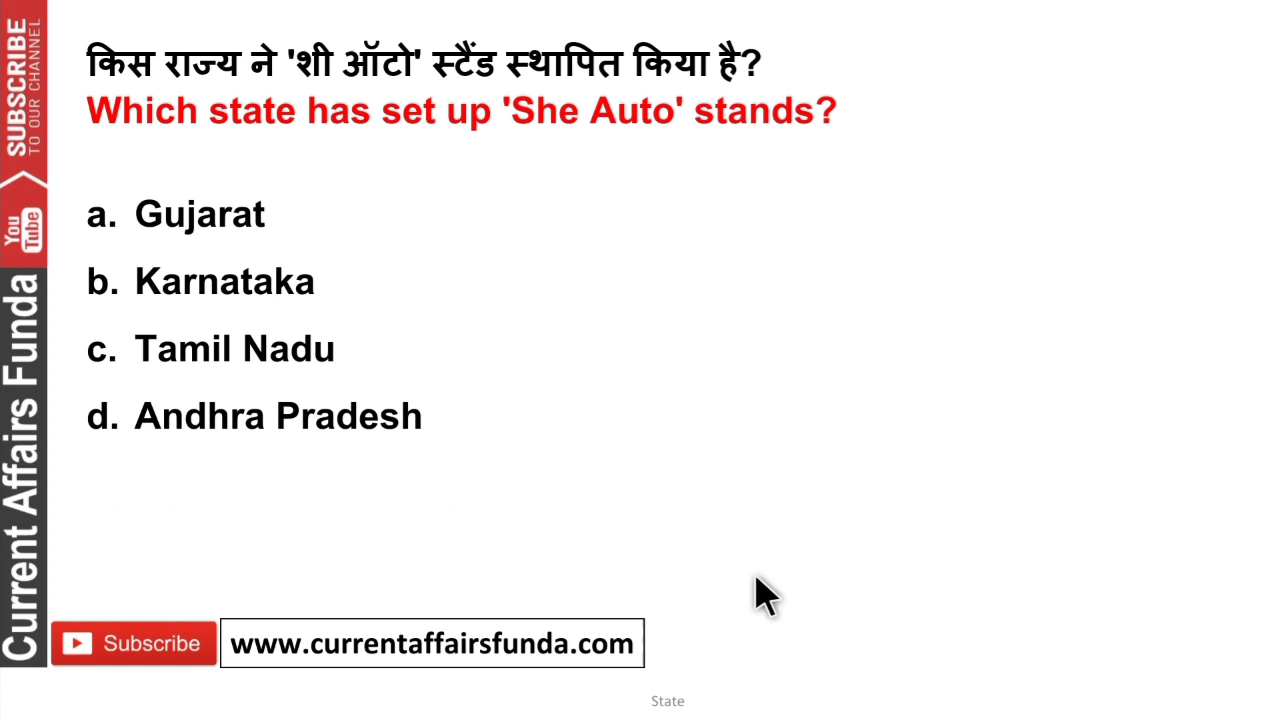 किस राज्य ने 'शी ऑटो' स्टैंड स्थापित किया है?
Which state has set up 'She Auto' stands?
a. Gujarat
b. Karnataka
c. Tamil Nadu
d. Andhra Pradesh
SUBSCRIBE
TO OUR CHANNEL
You
Tube
Current Affairs Funda
Subscribe
www.currentaffairsfunda.com
State